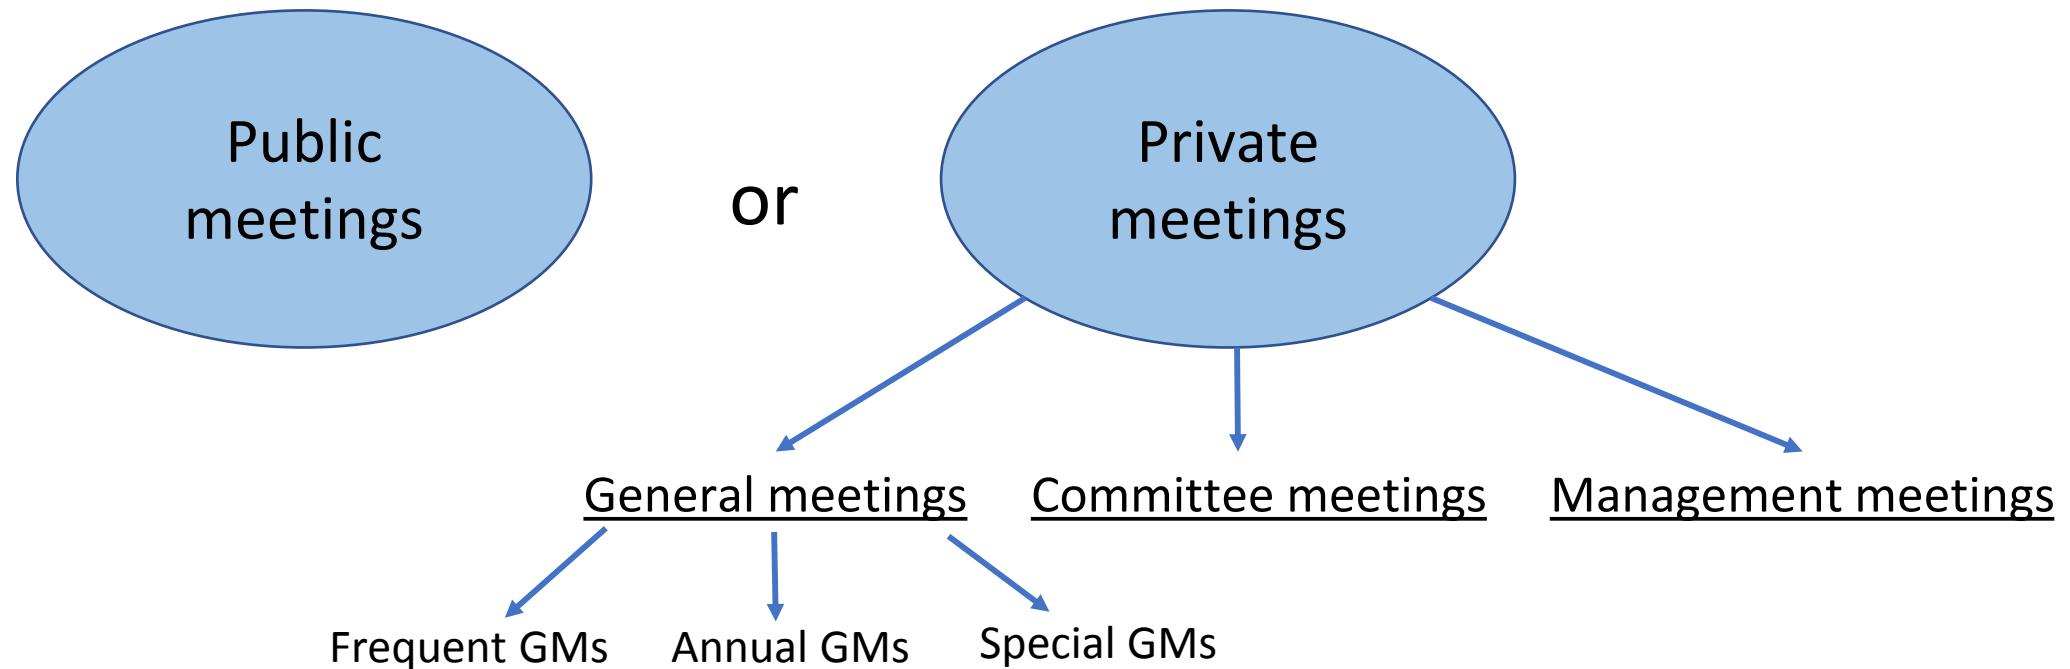 Public
meetings
or
Private
meetings
General meetings
Committee meetings
Management meetings
Frequent GMs
Annual GMs
Special GMs